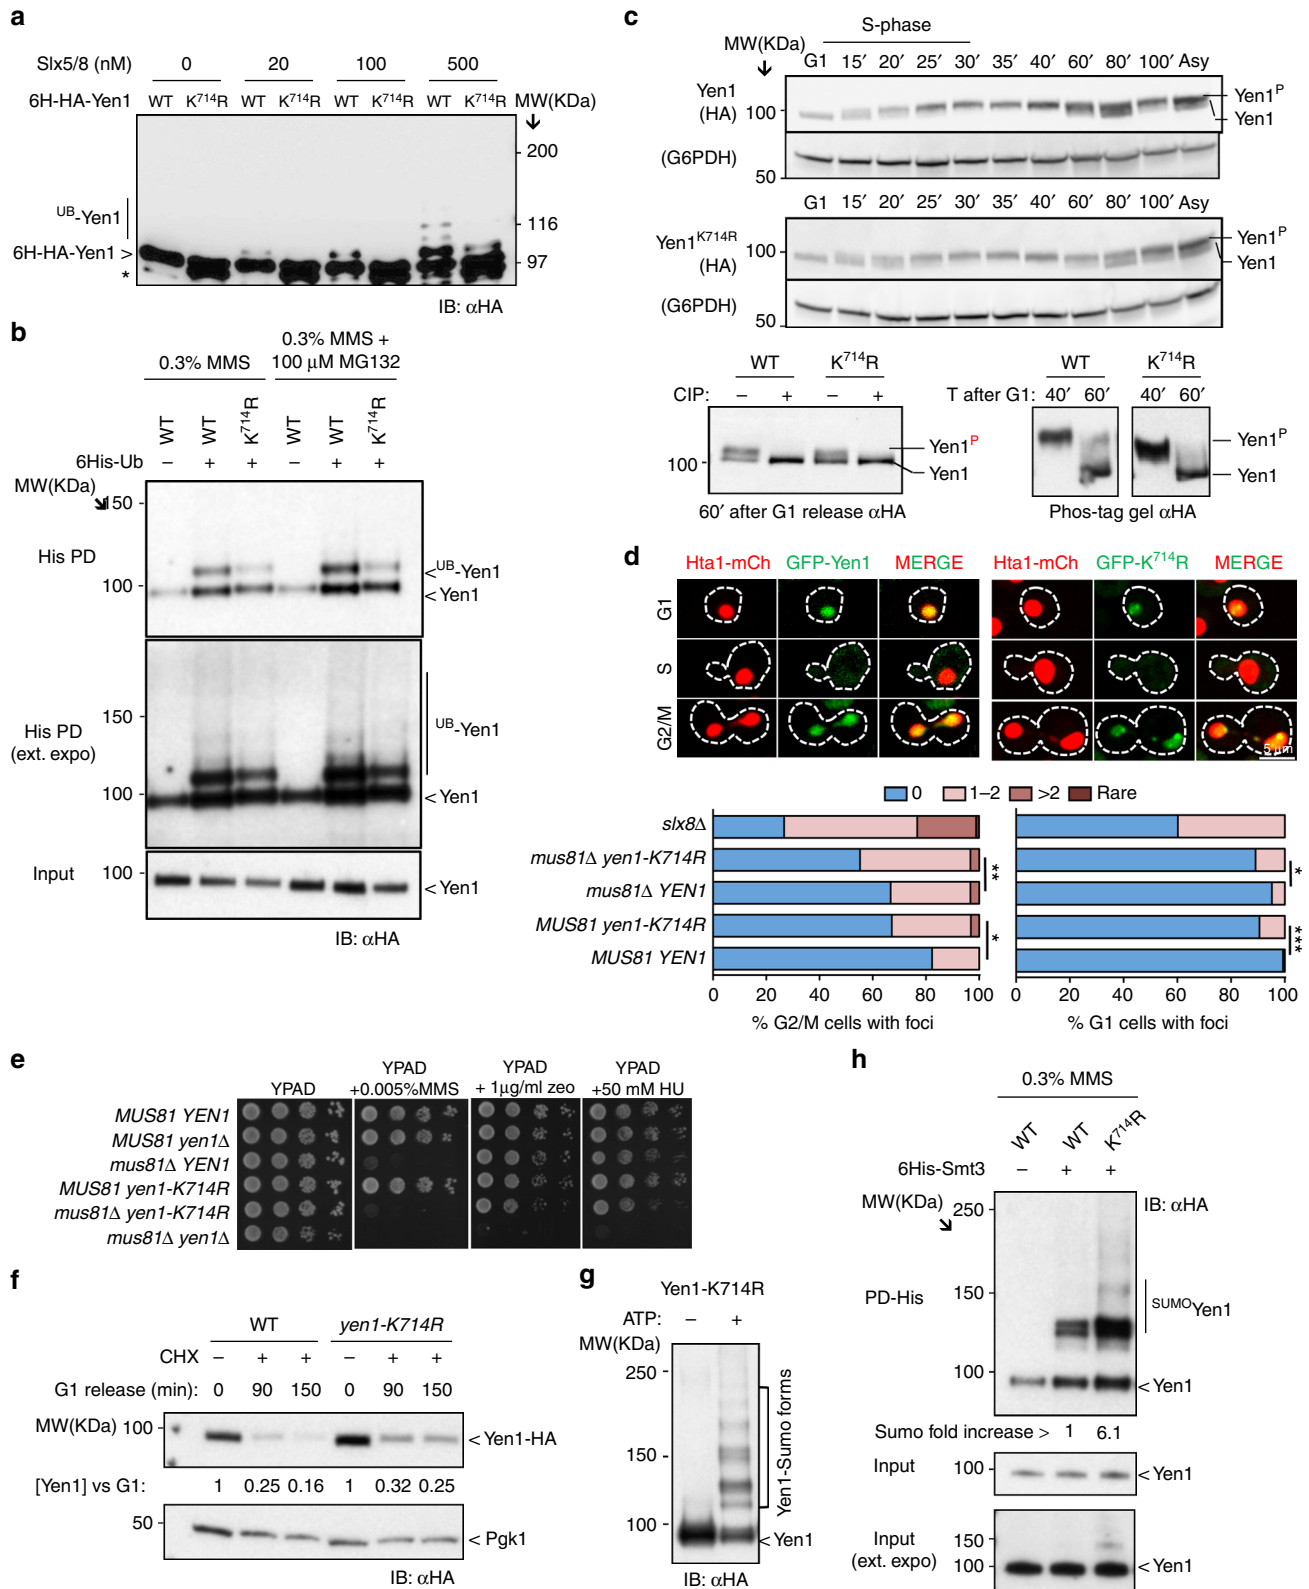 a
Slx5/8 (nM) 0 20 100 500
6H-HA-Yen1 WT K714R WT K714R WT K714R WT K714R MW(KDa)
200
UB-Yen1
116
6H-HA-Yen1 >
97
*
IB: αHA
b
0.3% MMS
0.3% MMS +
100 μM MG132
WT WT K714R WT WT K714R
6His-Ub − + + − + +
MW(KDa)
150
His PD
<UB-Yen1
100
<Yen1
His PD
(ext. expo)
150
UB-Yen1
100
<Yen1
Input
100
<Yen1
IB: αHA
c
S-phase
MW(KDa)
G1 15′ 20′ 25′ 30′ 35′ 40′ 60′ 80′ 100′ Asy
Yen1
(HA)
100
Yen1P
Yen1
(G6PDH)
50
G1 15′ 20′ 25′ 30′ 35′ 40′ 60′ 80′ 100′ Asy
Yen1K714R
(HA)
100
Yen1P
Yen1
(G6PDH)
50
WT K714R
CIP: − + − +
Yen1P
100
Yen1
60′ after G1 release αHA
WT K714R
T after G1: 40′ 60′ 40′ 60′
Yen1P
Yen1
Phos-tag gel αHA
d
Hta1-mCh GFP-Yen1 MERGE Hta1-mCh GFP-K714R MERGE
G1
S
G2/M
5 μm
0 1–2 >2 Rare
slx8Δ
mus81Δ yen1-K714R
mus81Δ YEN1
MUS81 yen1-K714R
MUS81 YEN1
**
*
*
***
0 20 40 60 80 100
% G2/M cells with foci
0 20 40 60 80 100
% G1 cells with foci
e
YPAD
YPAD
+0.005%MMS
YPAD
+ 1μg/ml zeo
YPAD
+50 mM HU
MUS81 YEN1
MUS81 yen1Δ
mus81Δ YEN1
MUS81 yen1-K714R
mus81Δ yen1-K714R
mus81Δ yen1Δ
f
WT yen1-K714R
CHX − + + − + +
G1 release (min): 0 90 150 0 90 150
MW(KDa)
100
< Yen1-HA
[Yen1] vs G1: 1 0.25 0.16 1 0.32 0.25
50
< Pgk1
IB: αHA
g
Yen1-K714R
ATP: − +
MW(KDa)
250
150
100
Yen1-Sumo forms
< Yen1
IB: αHA
h
0.3% MMS
WT WT K714R
6His-Smt3 − + +
MW(KDa)
250
IB: αHA
PD-His
150
SUMOYen1
100
< Yen1
Sumo fold increase > 1 6.1
Input
100
< Yen1
Input
(ext. expo)
150
100
< Yen1